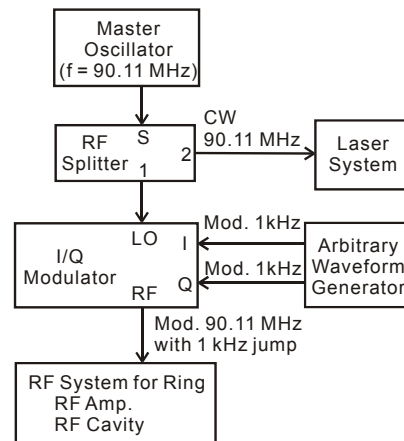 Master
Oscillator
(f = 90.11 MHz)
S
RF
Splitter
1
2
CW
90.11 MHz
Laser
System
LO
I
I/Q
Modulator
RF
Q
Mod. 1kHz
Mod. 1kHz
Arbitrary
Waveform
Generator
Mod. 90.11 MHz
with 1 kHz jump
RF System for Ring
RF Amp.
RF Cavity